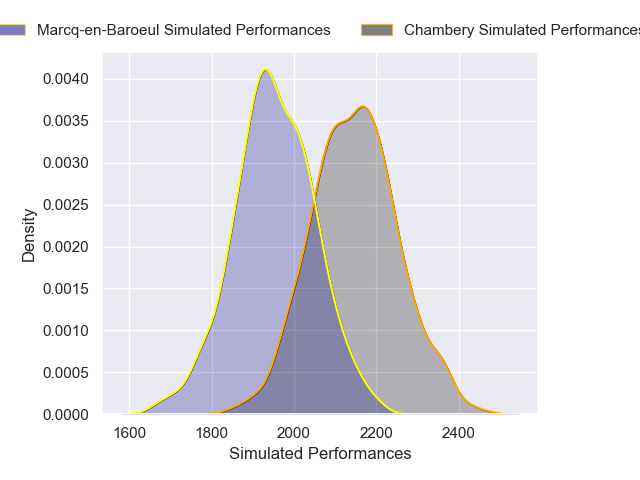 Marcq-en-Baroeul Simulated Performances Chambery Simulated Performances
0.0040
0.0035
0.0030
0.0025
0.0020
0.0015
0.0010
0.0005
0.0000
Density
1600 1800 2000 2200 2400
Simulated Performances